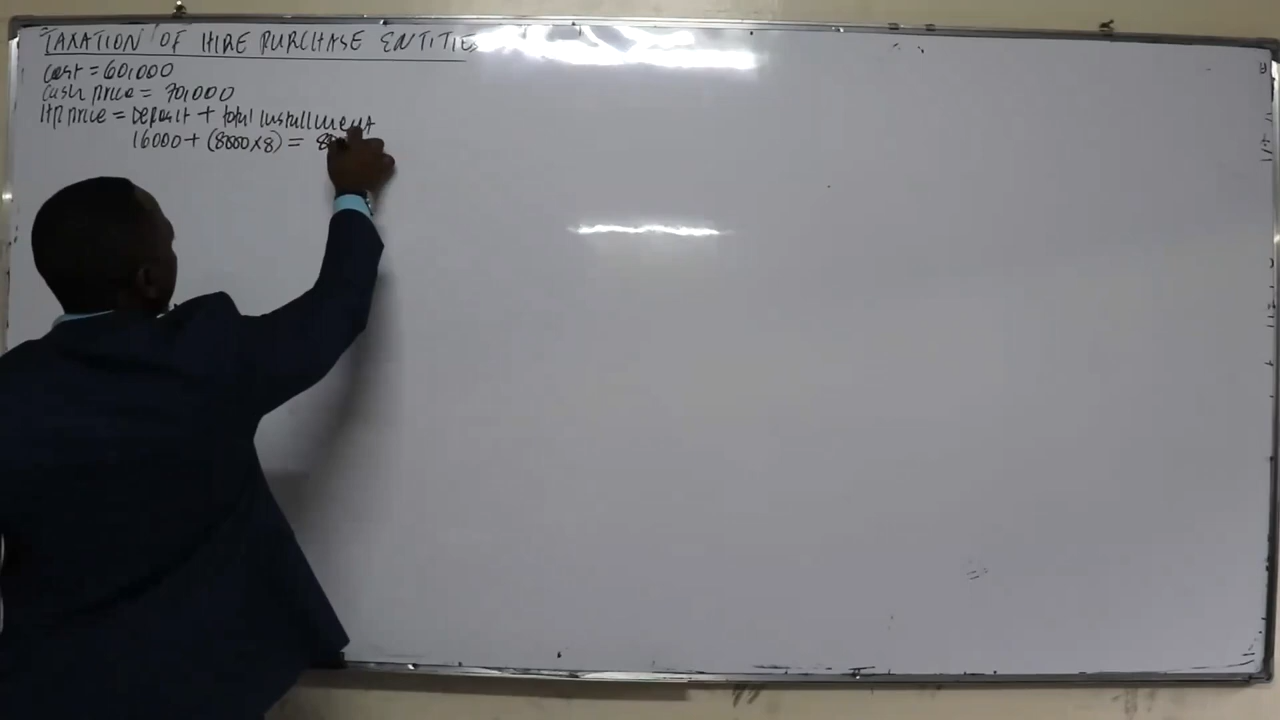 TAXATION OF HIRE PURCHASE ENTITIES
Cost = 60,000
Cash price = 70,000
HP price = Deposit + total installment
16000 + (8000 x 8) = 8